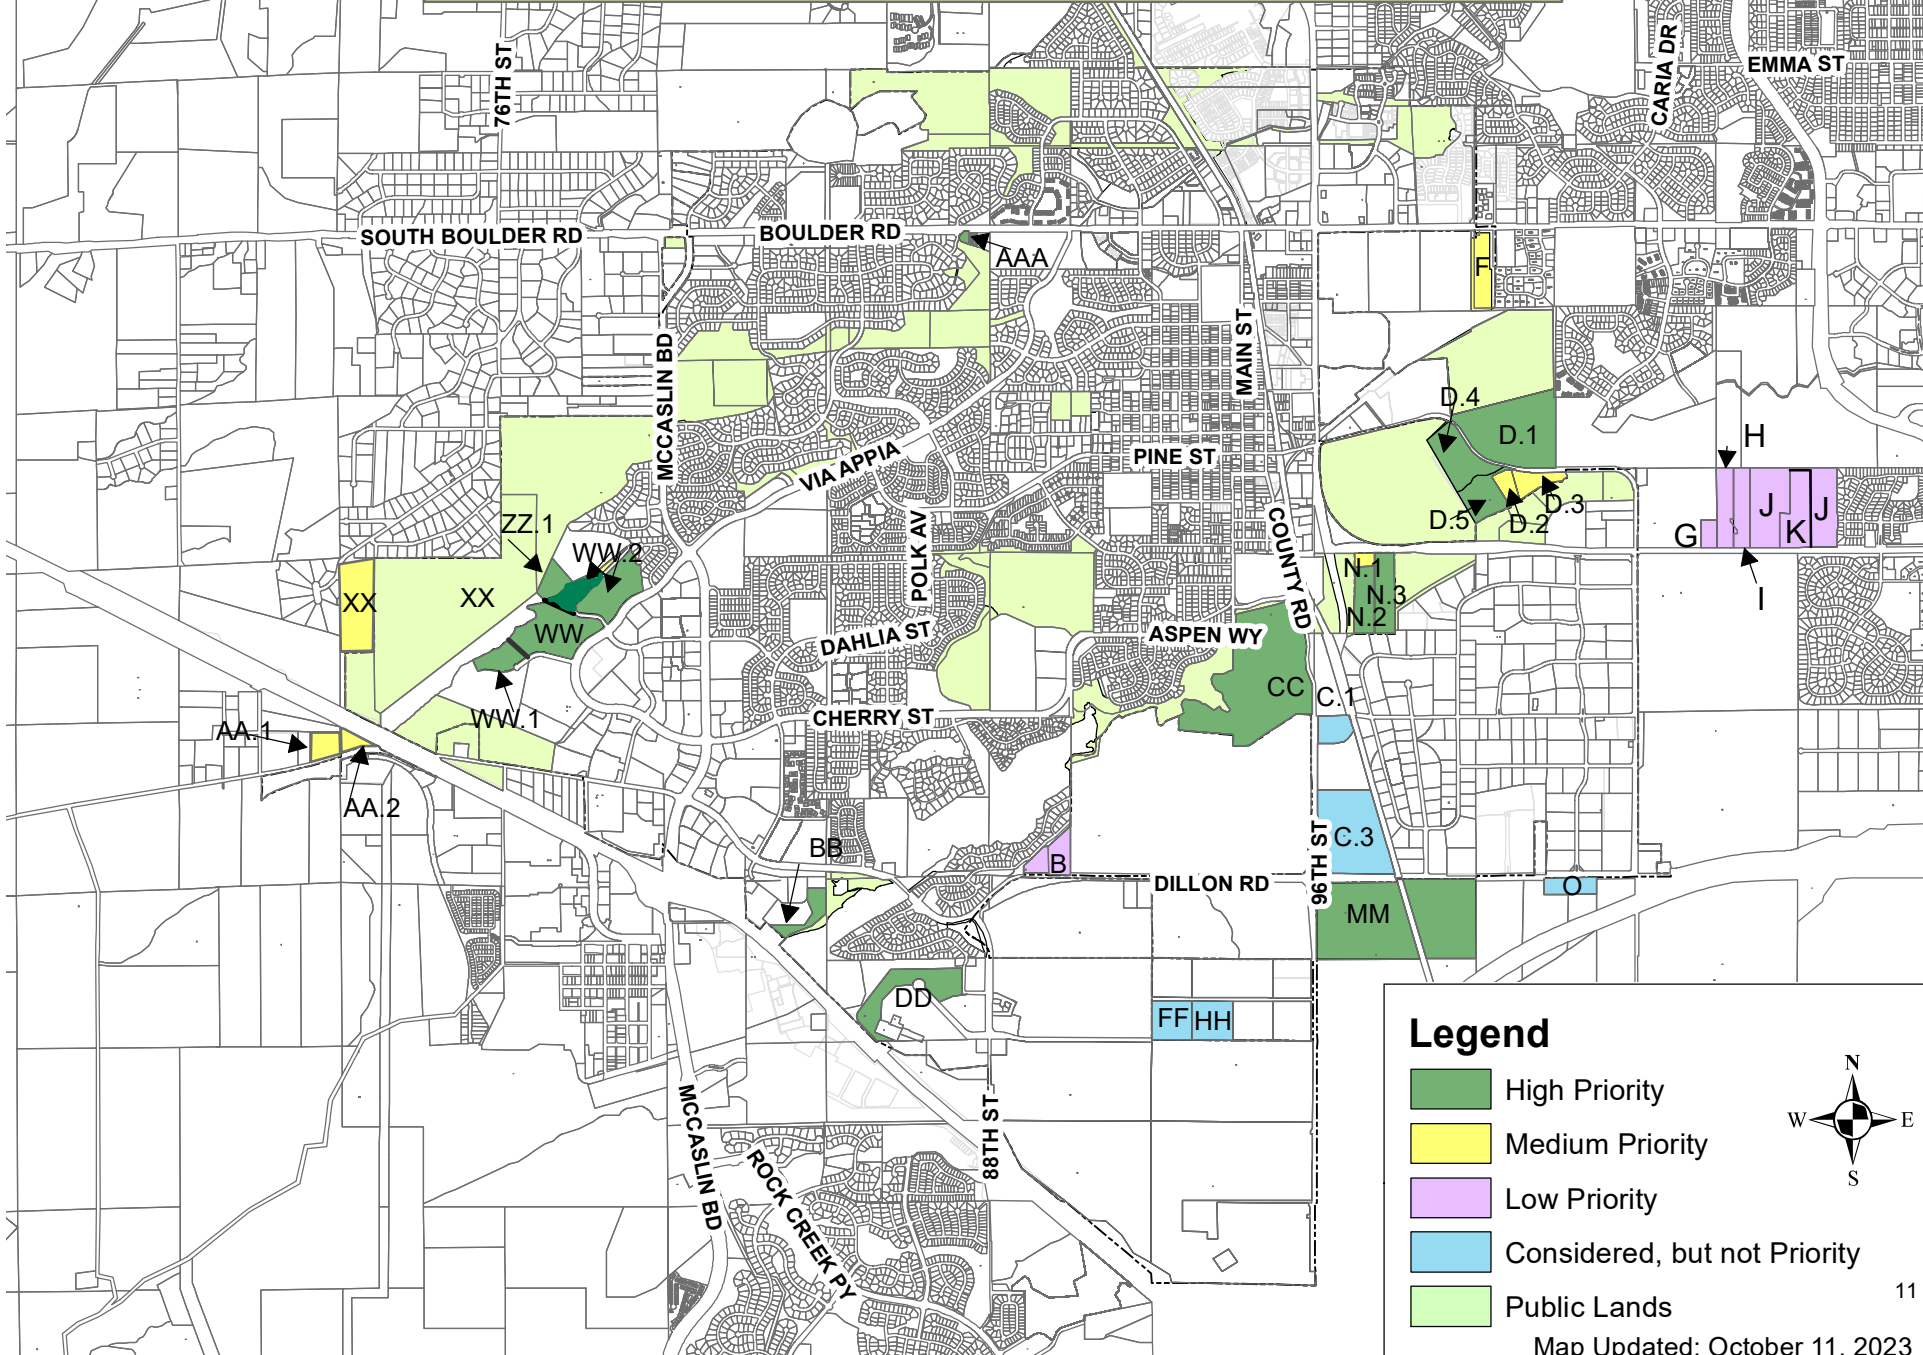 76TH ST
CARIA DR
EMMA ST
SOUTH BOULDER RD
BOULDER RD
AAA
F
MCCASLIN BD
MAIN ST
D.4
D.1
VIA APPIA
PINE ST
H
ZZ.1
WW.2
POLK AV
COUNTY RD
D.5
D.2
D.3
G
J
K
J
I
XX
XX
WW
N.1
N.3
N.2
DAHLIA ST
ASPEN WY
CC
C.1
WW.1
CHERRY ST
AA.1
AA.2
BB
B
C.3
96TH ST
DILLON RD
O
MM
DD
FF
HH
88TH ST
MCCASLIN BD
ROCK CREEK PY
Legend
High Priority
Medium Priority
Low Priority
Considered, but not Priority
Public Lands
N
W
E
S
11
Map Updated: October 11, 2023